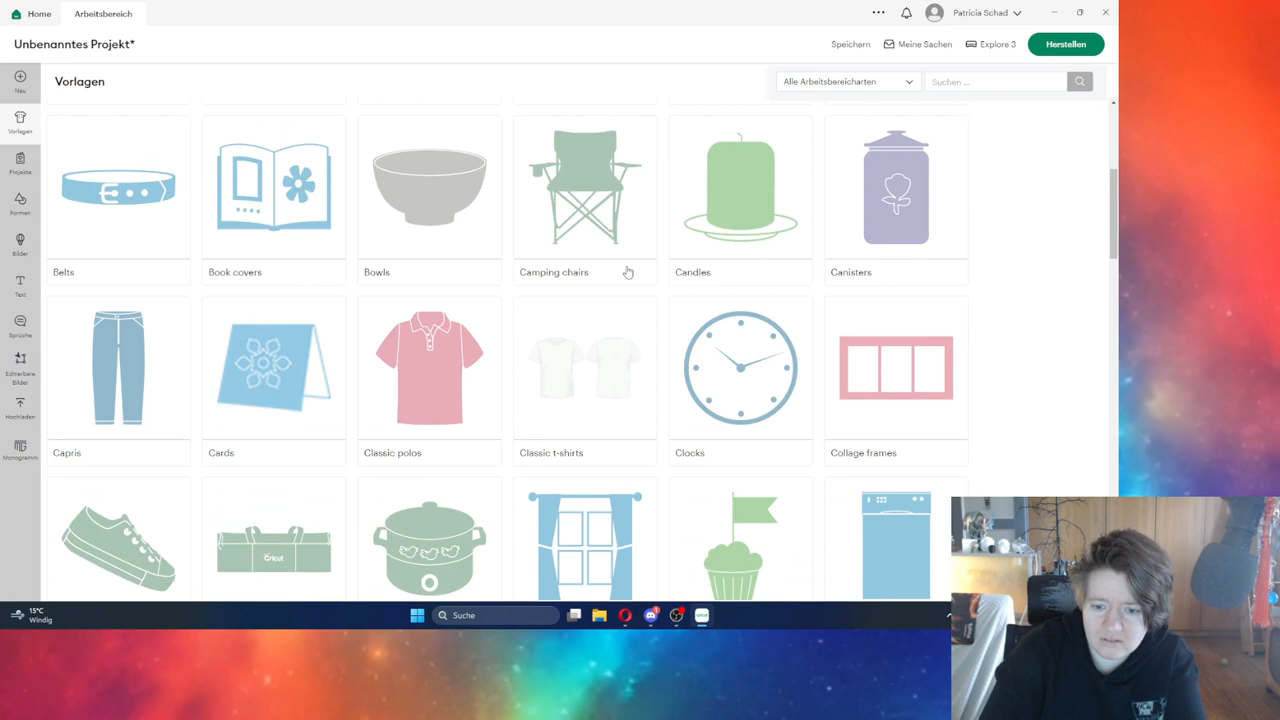 Home
Arbeitsbereich
Patricia Schad
Unbenanntes Projekt*
Speichern
Meine Sachen
Explore 3
Herstellen
Neu
Vorlagen
Projekte
Formen
Bilder
Text
Sprüche
Editierbare
Bilder
Hochladen
Monogramm
Vorlagen
Alle Arbeitsbereicharten
Suchen ...
Belts
Book covers
Bowls
Camping chairs
Candles
Canisters
Capris
Cards
Classic polos
Classic t-shirts
Clocks
Collage frames
Cricut
15°C
Windig
Suche